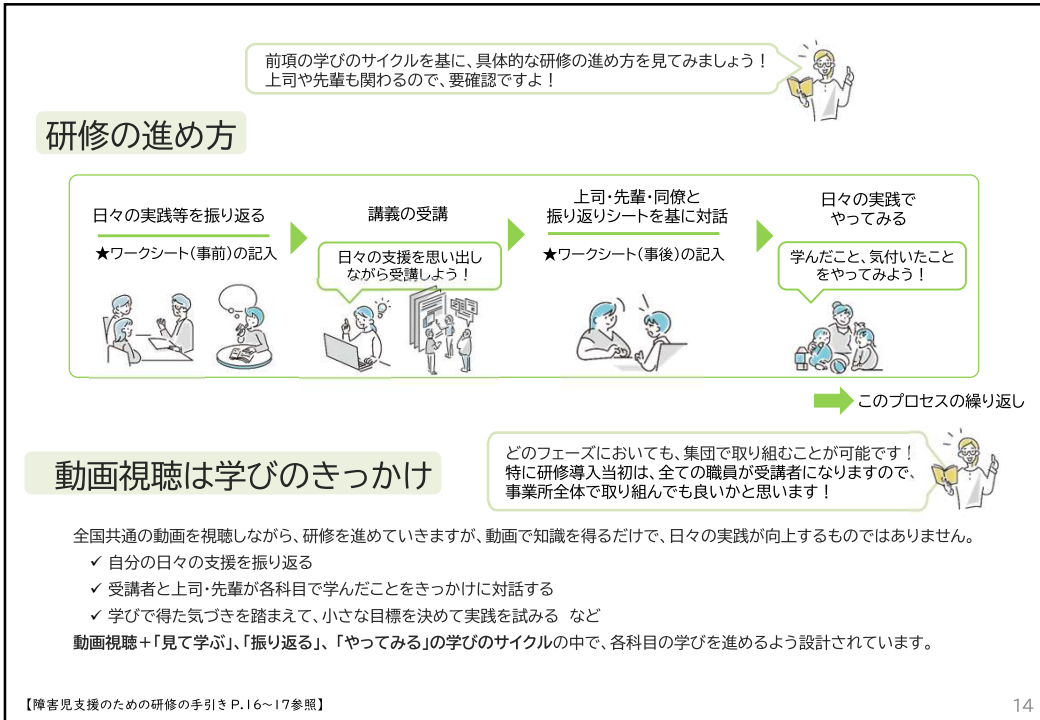 前項の学びのサイクルを基に、具体的な研修の進め方を見てみましょう！
上司や先輩も関わるので、要確認ですよ！
研修の進め方
日々の実践等を振り返る
★ワークシート（事前）の記入
講義の受講
日々の支援を思い出し
ながら受講しよう！
上司・先輩・同僚と
振り返りシートを基に対話
★ワークシート（事後）の記入
日々の実践で
やってみる
学んだこと、気付いたこと
をやってみよう！
このプロセスの繰り返し
動画視聴は学びのきっかけ
どのフェーズにおいても、集団で取り組むことが可能です！
特に研修導入当初は、全ての職員が受講者になりますので、
事業所全体で取り組んでも良いかと思います！
全国共通の動画を視聴しながら、研修を進めていきますが、動画で知識を得るだけで、日々の実践が向上するものではありません。
✓ 自分の日々の支援を振り返る
✓ 受講者と上司・先輩が各科目で学んだことをきっかけに対話する
✓ 学びで得た気づきを踏まえて、小さな目標を決めて実践を試みる など
動画視聴＋「見て学ぶ」、「振り返る」、「やってみる」の学びのサイクルの中で、各科目の学びを進めるよう設計されています。
【障害児支援のための研修の手引きP.16～17参照】
14